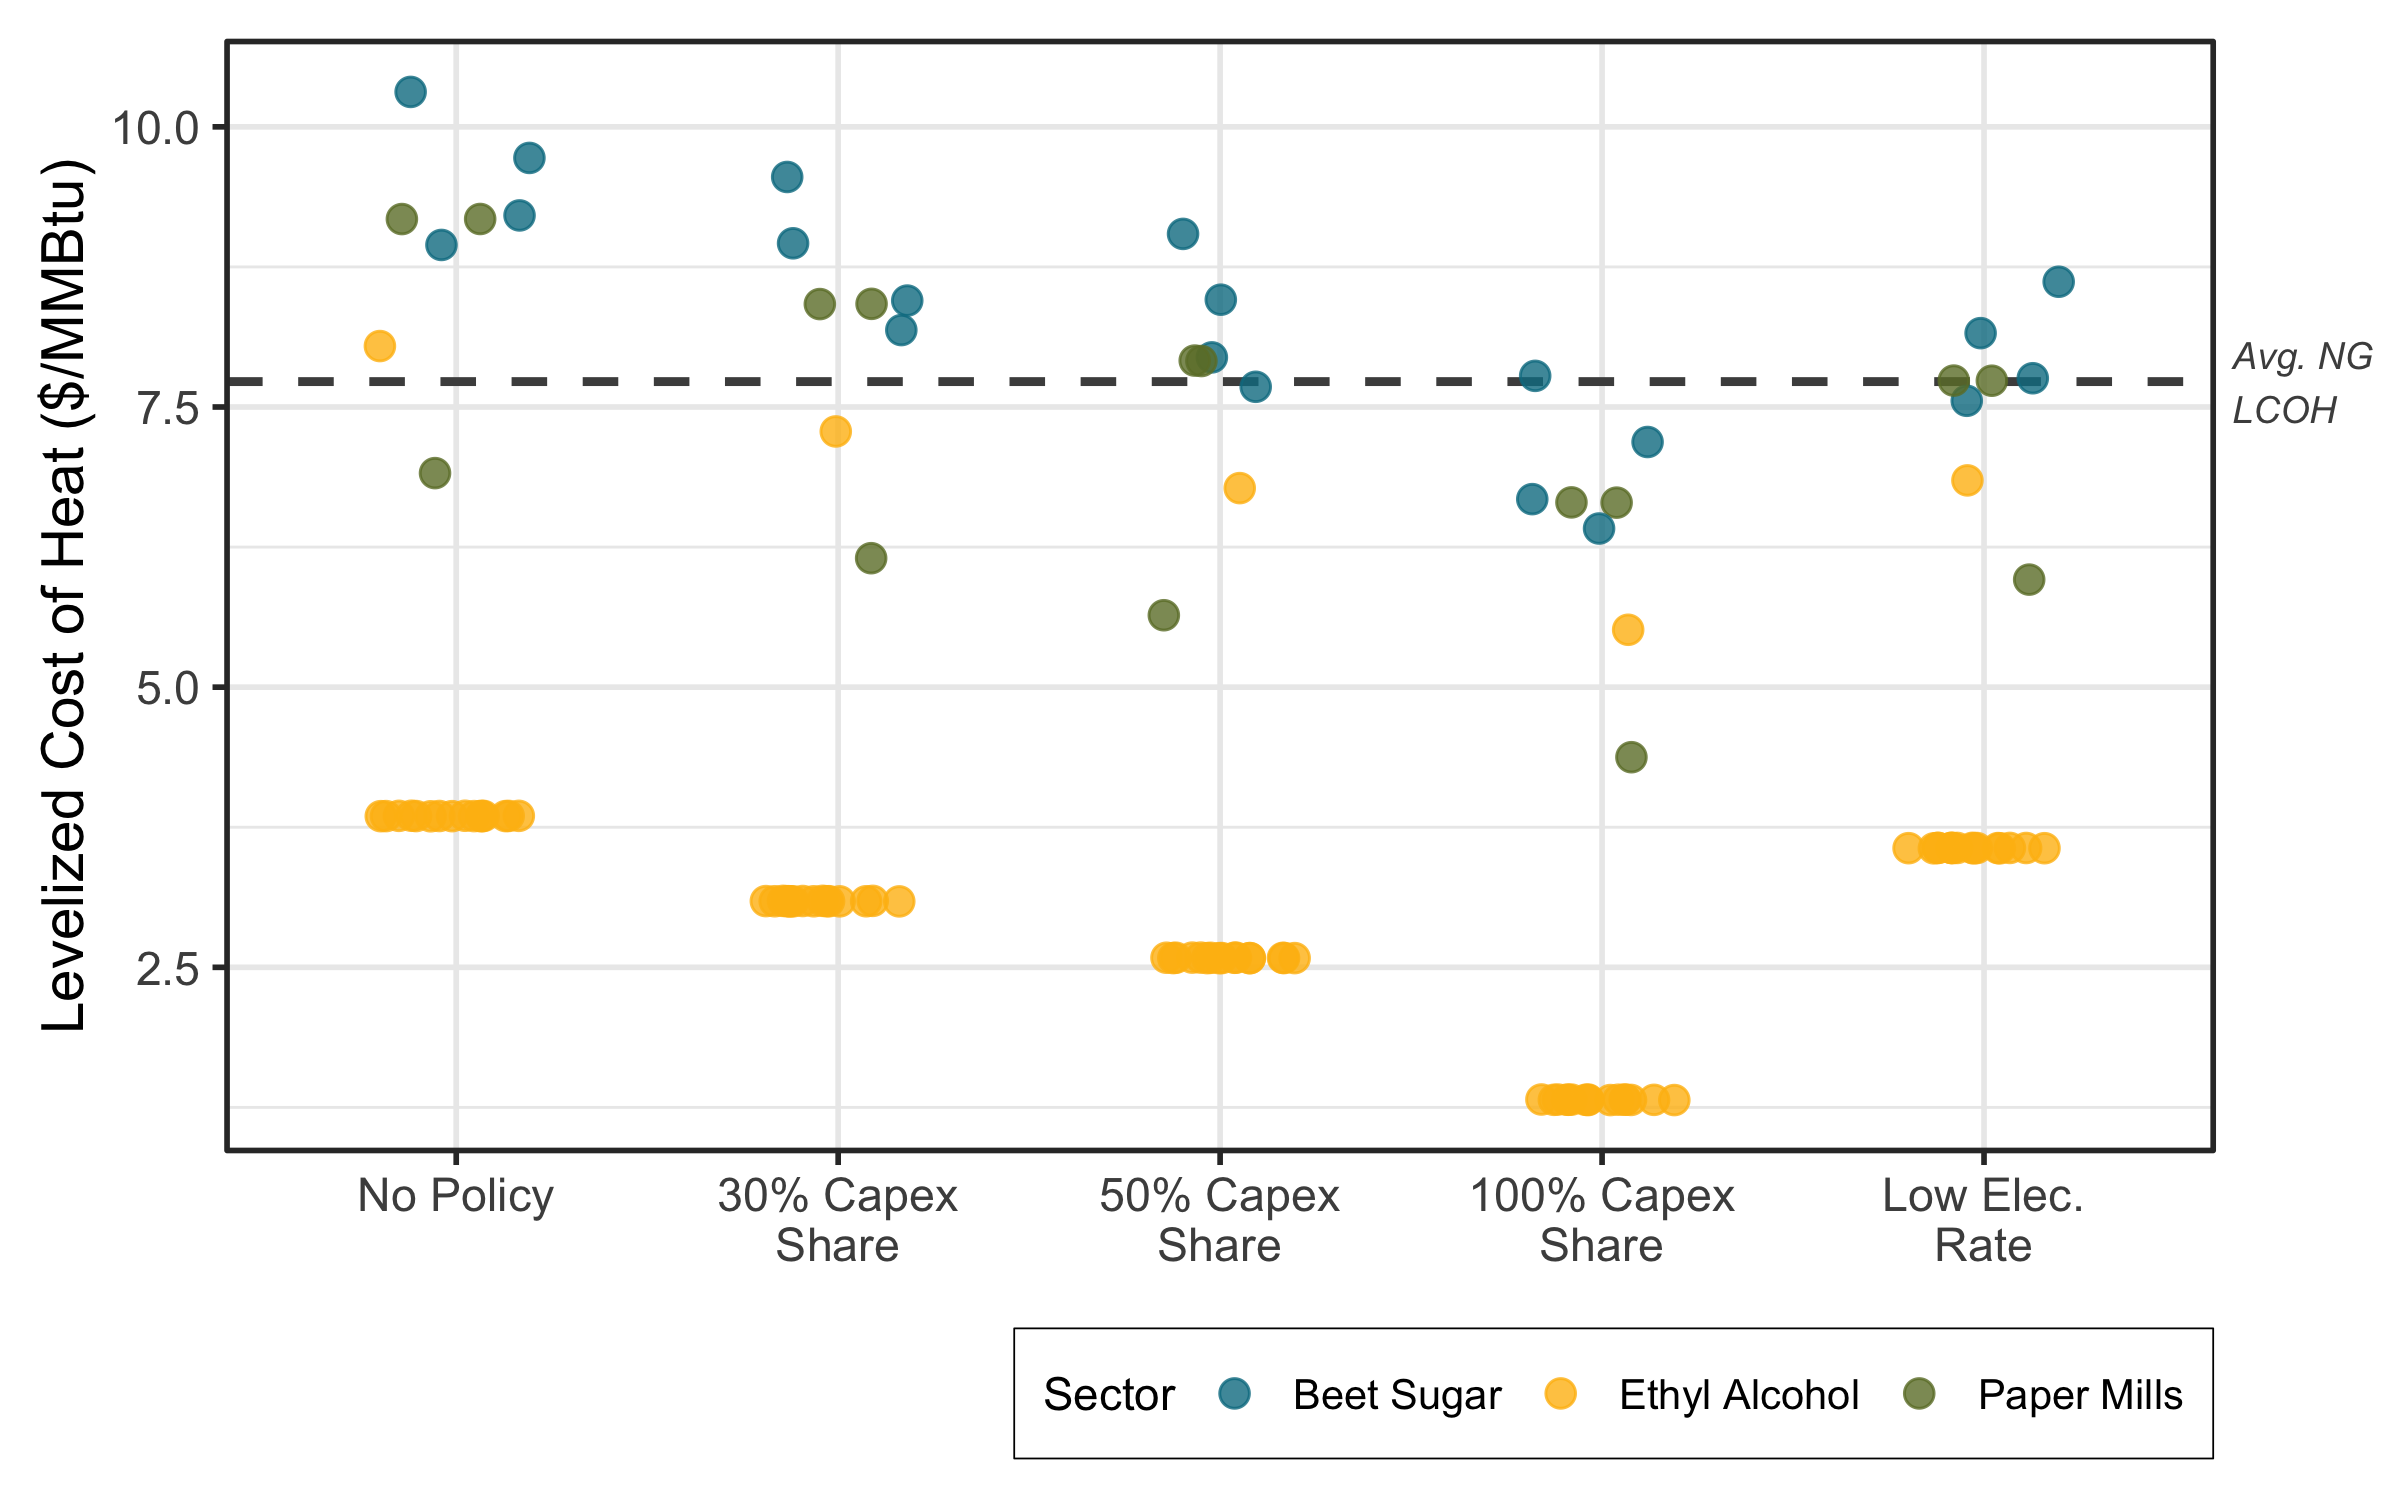 Levelized Cost of Heat ($/MMBtu)
10.0
7.5
5.0
2.5
Avg. NG
LCOH
No Policy
30% Capex
Share
50% Capex
Share
100% Capex
Share
Low Elec.
Rate
Sector
Beet Sugar
Ethyl Alcohol
Paper Mills